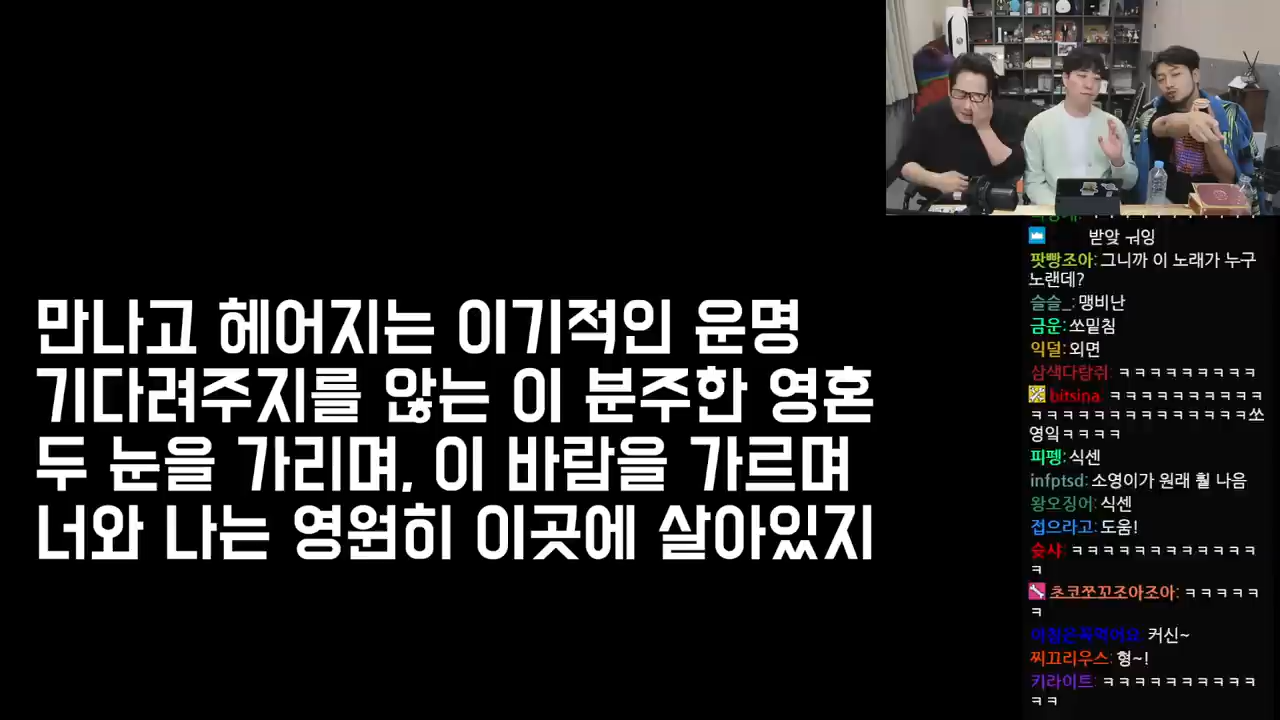 만나고 헤어지는 이기적인 운명
기다려주지를 않는 이 분주한 영혼
두 눈을 가리며, 이 바람을 가르며
너와 나는 영원히 이곳에 살아있지
받앞 눠잉
팟빵조아: 그니까 이 노래가 누구
노랜데?
슬슬_: 맹비난
금운: 쏘밑침
익덜: 외면
삼색다람쥐: ㅋㅋㅋㅋㅋㅋㅋㅋㅋ
bitsina: ㅋㅋㅋㅋㅋㅋㅋㅋㅋㅋ
ㅋㅋㅋㅋㅋㅋㅋㅋㅋㅋㅋㅋㅋㅋ쏘
영잌ㅋㅋㅋㅋ
피펭: 식센
infptsd: 소영이가 원래 훨 나음
왕오징어: 식센
접으라고: 도움!
슛샤: ㅋㅋㅋㅋㅋㅋㅋㅋㅋㅋㅋㅋ
ㅋ
초코쪼꼬조아조아: ㅋㅋㅋㅋㅋ
ㅋ
아침은꼭먹어요: 커신~
찌끄리우스: 형~!
키라이트: ㅋㅋㅋㅋㅋㅋㅋㅋㅋㅋ
ㅋㅋ